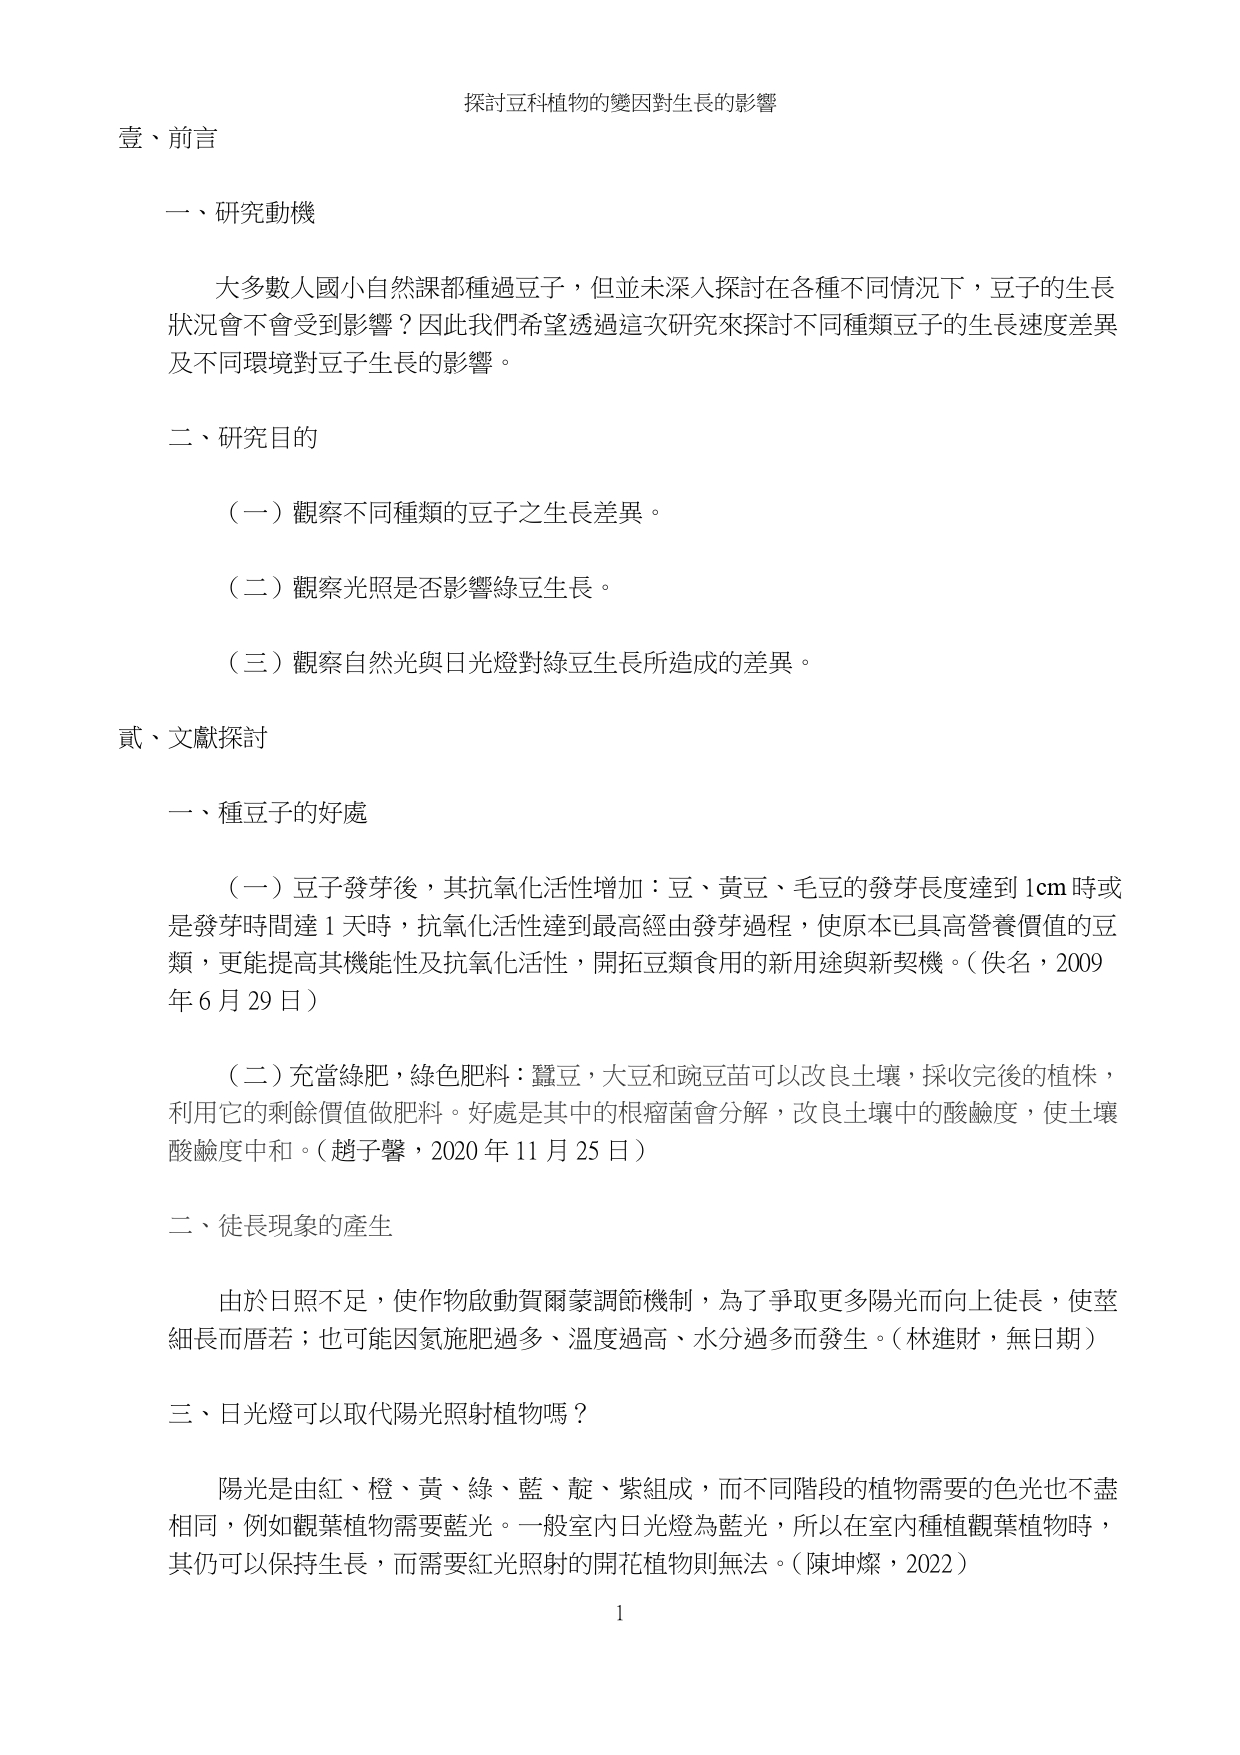 探討豆科植物的變因對生長的影響
壹、前言
一、研究動機
大多數人國小自然課都種過豆子，但並未深入探討在各種不同情況下，豆子的生長
狀況會不會受到影響？因此我們希望透過這次研究來探討不同種類豆子的生長速度差異
及不同環境對豆子生長的影響。
二、研究目的
（一）觀察不同種類的豆子之生長差異。
（二）觀察光照是否影響綠豆生長。
（三）觀察自然光與日光燈對綠豆生長所造成的差異。
貳、文獻探討
一、種豆子的好處
（一）豆子發芽後，其抗氧化活性增加：豆、黃豆、毛豆的發芽長度達到 1cm 時或
是發芽時間達 1 天時，抗氧化活性達到最高經由發芽過程，使原本已具高營養價值的豆
類，更能提高其機能性及抗氧化活性，開拓豆類食用的新用途與新契機。（佚名，2009
年 6 月 29 日）
（二）充當綠肥，綠色肥料：蠶豆，大豆和豌豆苗可以改良土壤，採收完後的植株，
利用它的剩餘價值做肥料。好處是其中的根瘤菌會分解，改良土壤中的酸鹼度，使土壤
酸鹼度中和。（趙子馨，2020 年 11 月 25 日）
二、徒長現象的產生
由於日照不足，使作物啟動賀爾蒙調節機制，為了爭取更多陽光而向上徒長，使莖
細長而厝若；也可能因氮施肥過多、溫度過高、水分過多而發生。（林進財，無日期）
三、日光燈可以取代陽光照射植物嗎？
陽光是由紅、橙、黃、綠、藍、靛、紫組成，而不同階段的植物需要的色光也不盡
相同，例如觀葉植物需要藍光。一般室內日光燈為藍光，所以在室內種植觀葉植物時，
其仍可以保持生長，而需要紅光照射的開花植物則無法。（陳坤燦，2022）
1